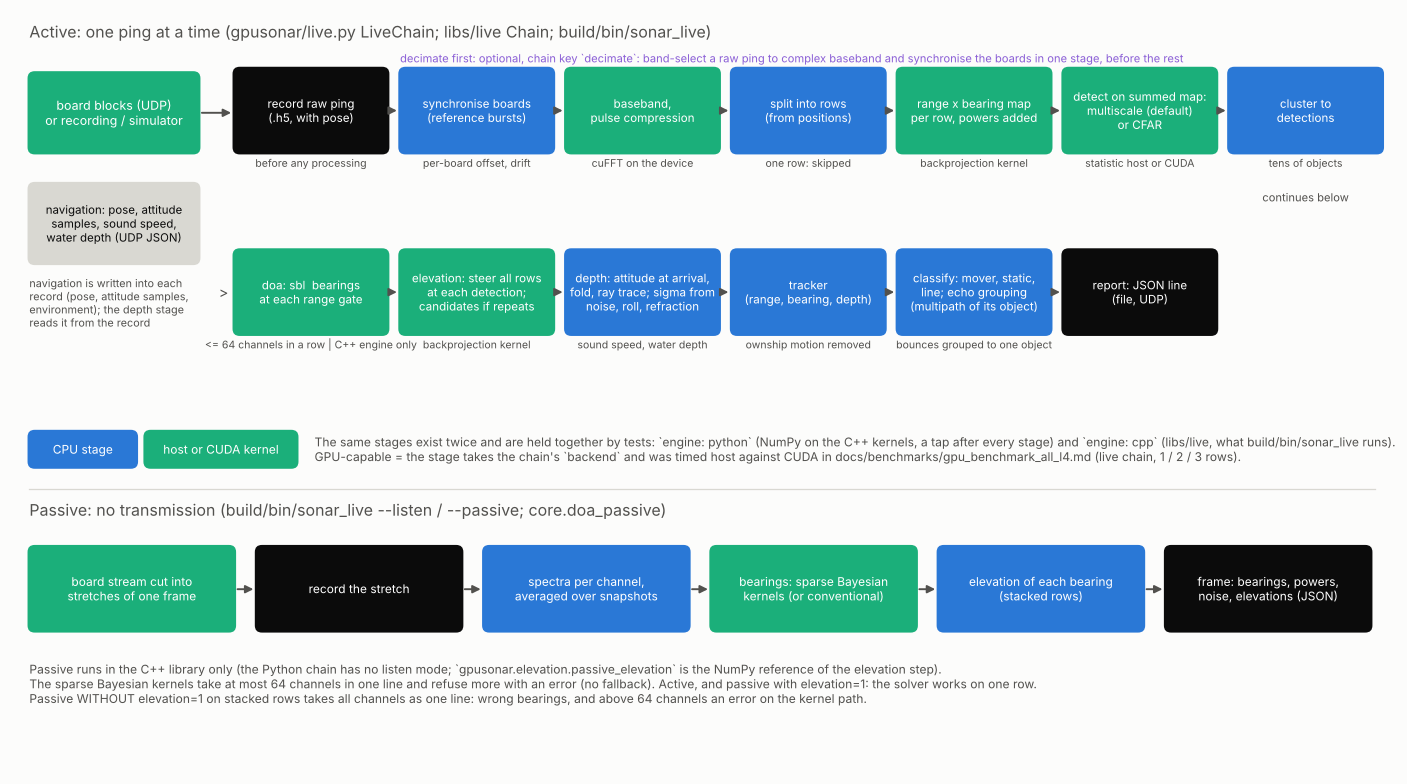 Active: one ping at a time (gpusonar/live.py LiveChain; libs/live Chain; build/bin/sonar_live)
decimate first: optional, chain key `decimate`: band-select a raw ping to complex baseband and synchronise the boards in one stage, before the rest
board blocks (UDP)
or recording / simulator
record raw ping
(.h5, with pose)
synchronise boards
(reference bursts)
baseband,
pulse compression
split into rows
(from positions)
range x bearing map
per row, powers added
detect on summed map:
multiscale (default)
or CFAR
cluster to
detections
before any processing
per-board offset, drift
cuFFT on the device
one row: skipped
backprojection kernel
statistic host or CUDA
tens of objects
continues below
navigation: pose, attitude
samples, sound speed,
water depth (UDP JSON)
navigation is written into each
record (pose, attitude samples,
environment); the depth stage
reads it from the record
>
doa: sbl  bearings
at each range gate
elevation: steer all rows
at each detection;
candidates if repeats
depth: attitude at arrival,
fold, ray trace; sigma from
noise, roll, refraction
tracker
(range, bearing, depth)
classify: mover, static,
line; echo grouping
(multipath of its object)
report: JSON line
(file, UDP)
<= 64 channels in a row | C++ engine only
backprojection kernel
sound speed, water depth
ownship motion removed
bounces grouped to one object
CPU stage
host or CUDA kernel
The same stages exist twice and are held together by tests: `engine: python` (NumPy on the C++ kernels, a tap after every stage) and `engine: cpp` (libs/live, what build/bin/sonar_live runs).
GPU-capable = the stage takes the chain's `backend` and was timed host against CUDA in docs/benchmarks/gpu_benchmark_all_l4.md (live chain, 1 / 2 / 3 rows).
Passive: no transmission (build/bin/sonar_live --listen / --passive; core.doa_passive)
board stream cut into
stretches of one frame
record the stretch
spectra per channel,
averaged over snapshots
bearings: sparse Bayesian
kernels (or conventional)
elevation of each bearing
(stacked rows)
frame: bearings, powers,
noise, elevations (JSON)
Passive runs in the C++ library only (the Python chain has no listen mode; `gpusonar.elevation.passive_elevation` is the NumPy reference of the elevation step).
The sparse Bayesian kernels take at most 64 channels in one line and refuse more with an error (no fallback). Active, and passive with elevation=1: the solver works on one row.
Passive WITHOUT elevation=1 on stacked rows takes all channels as one line: wrong bearings, and above 64 channels an error on the kernel path.